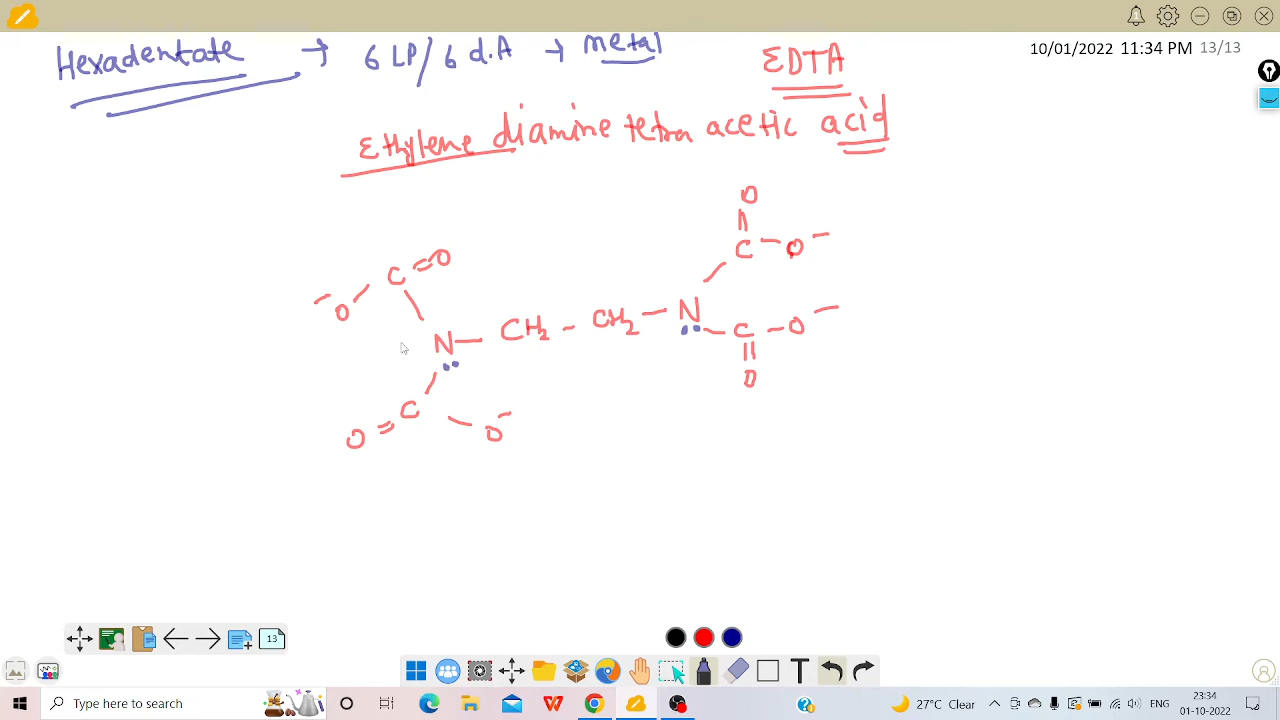 Hexadentate → 6 LP/6 d.A → metal
EDTA
10/01/2022 11:34 PM 13/13
Ethylene diamine tetra acetic acid
O
C - O⁻
C = O
⁻O
N - CH₂ - CH₂ - N
C - O⁻
O
C
O = O⁻
13
T
Type here to search
W
27°C Clear
ENG
23:34
01-10-2022